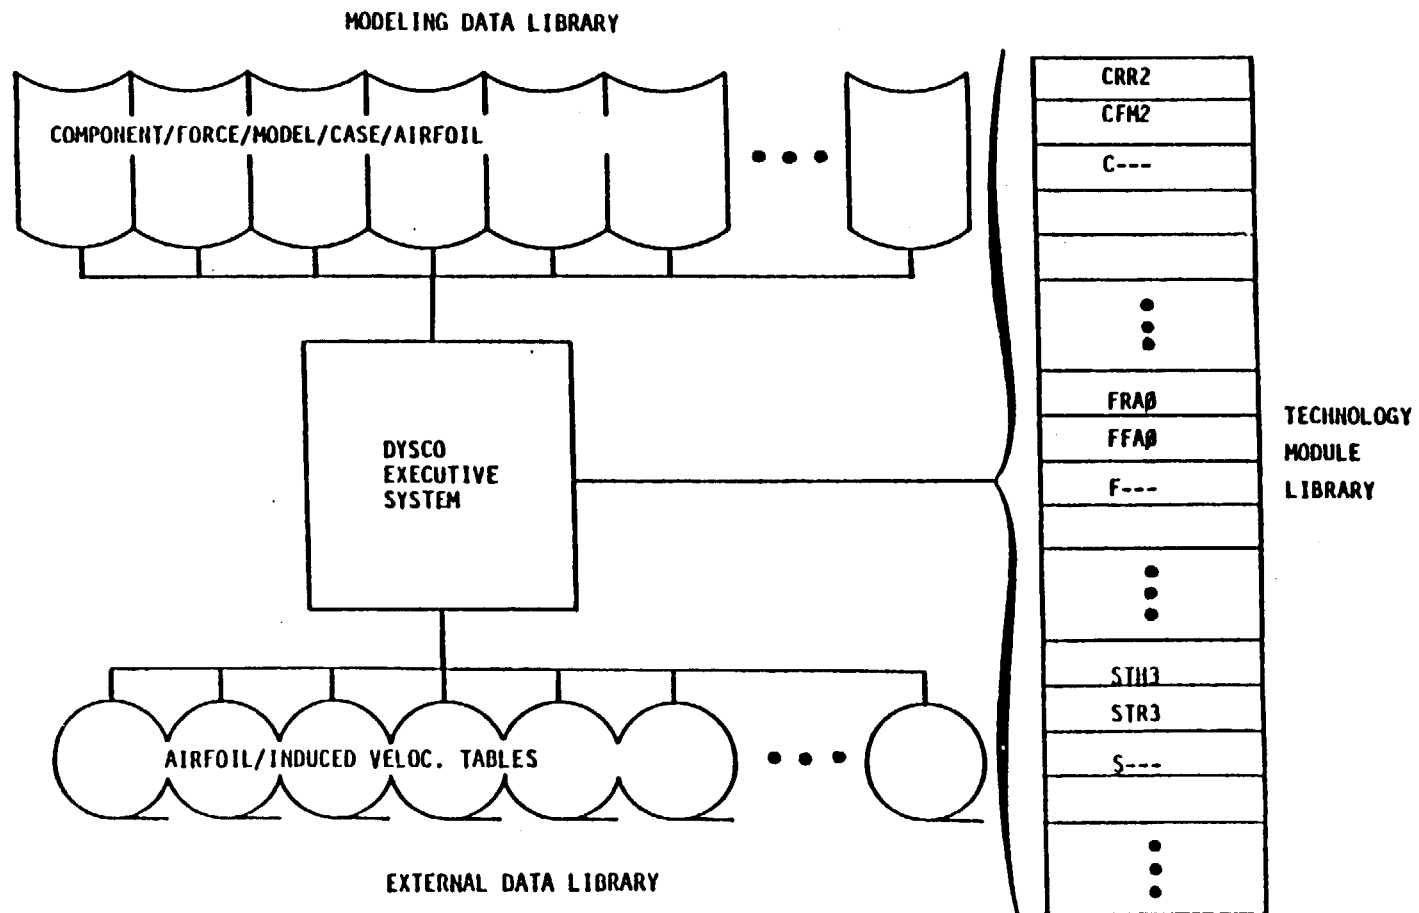 MODELING DATA LIBRARY
COMPONENT/FORCE/MODEL/CASE/AIRFOIL
CRR2
CFM2
C---
FRAØ
FFAØ
F---
STH3
STR3
S---
TECHNOLOGY
MODULE
LIBRARY
DYSCO
EXECUTIVE
SYSTEM
AIRFOIL/INDUCED VELOC. TABLES
EXTERNAL DATA LIBRARY